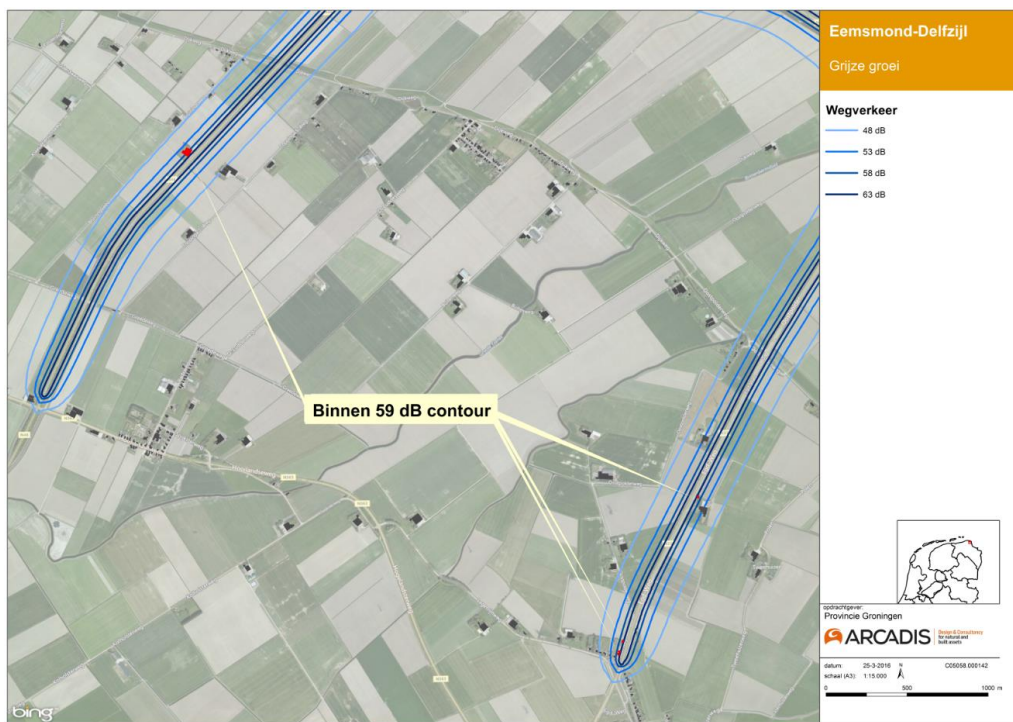 Eemsmond-Delfzijl
Grijze groei
Wegverkeer
48 dB
53 dB
58 dB
63 dB
Binnen 59 dB contour
opdrachtgever:
Provincie Groningen
ARCADIS
Design & Consultancy
for natural and
built assets
datum: 25-3-2016 N C05058.000142
schaal (A3): 1:15.000
0 500 1000 m
bing